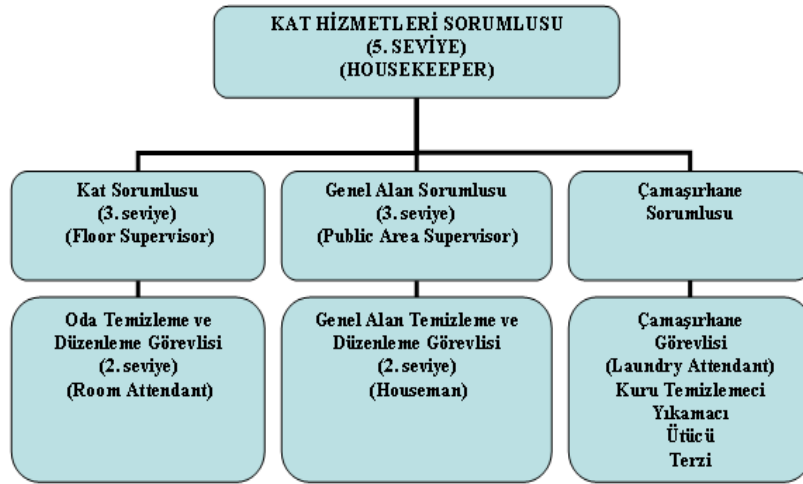 KAT HİZMETLERİ SORUMLUSU
(5. SEVİYE)
(HOUSEKEEPER)
Kat Sorumlusu
(3. seviye)
(Floor Supervisor)
Genel Alan Sorumlusu
(3. seviye)
(Public Area Supervisor)
Çamaşırhane
Sorumlusu
Oda Temizleme ve
Düzenleme Görevlisi
(2. seviye)
(Room Attendant)
Genel Alan Temizleme ve
Düzenleme Görevlisi
(2. seviye)
(Houseman)
Çamaşırhane
Görevlisi
(Laundry Attendant)
Kuru Temizlemeci
Yıkamacı
Ütücü
Terzi